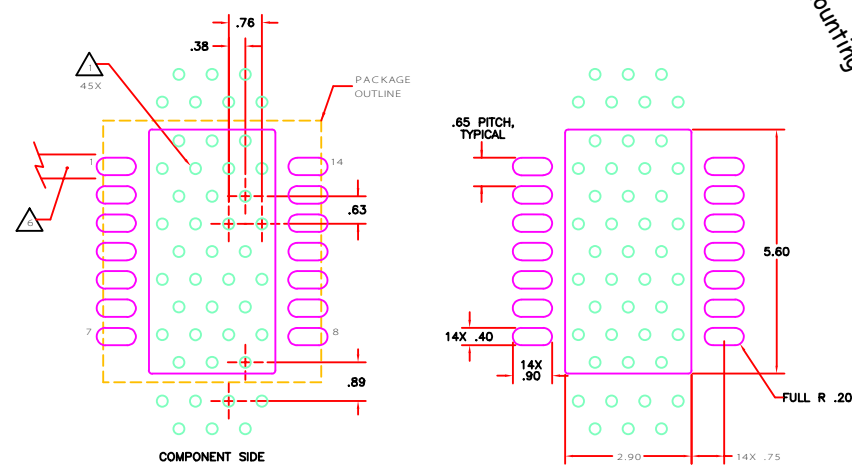 ounting
.76
.38
1
45X
PACKAGE
OUTLINE
1
14
6
.63
7
8
.89
COMPONENT SIDE
.65 PITCH,
TYPICAL
5.60
14X .40
14X
.90
FULL R .20
2.90
14X .75